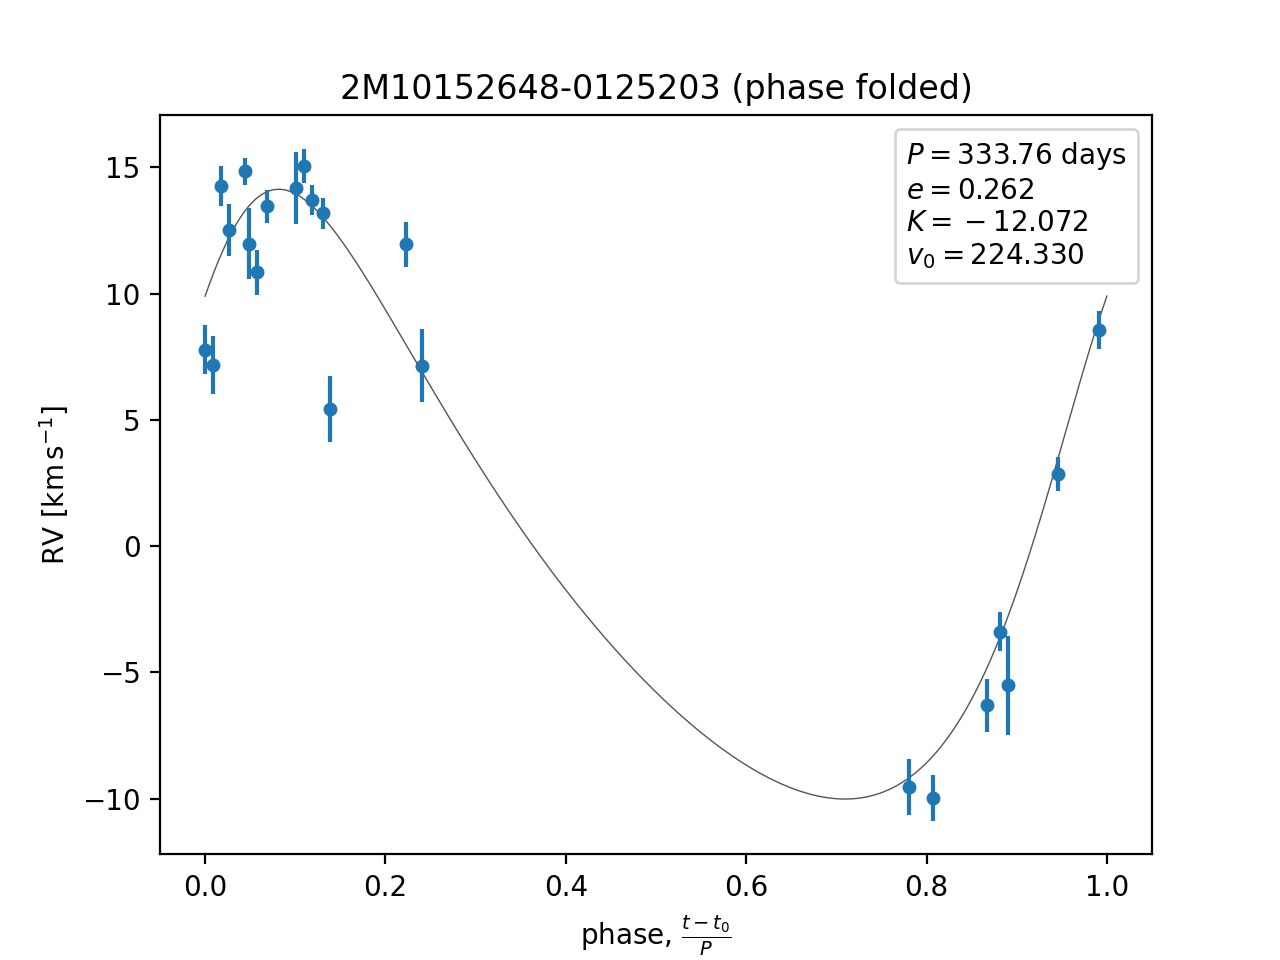 2M10152648-0125203 (phase folded)
P = 333.76 days
e = 0.262
K = −12.072
v₀ = 224.330
RV [km s⁻¹]
15
10
5
0
−5
−10
0.0 0.2 0.4 0.6 0.8 1.0
phase, (t − t₀)/P